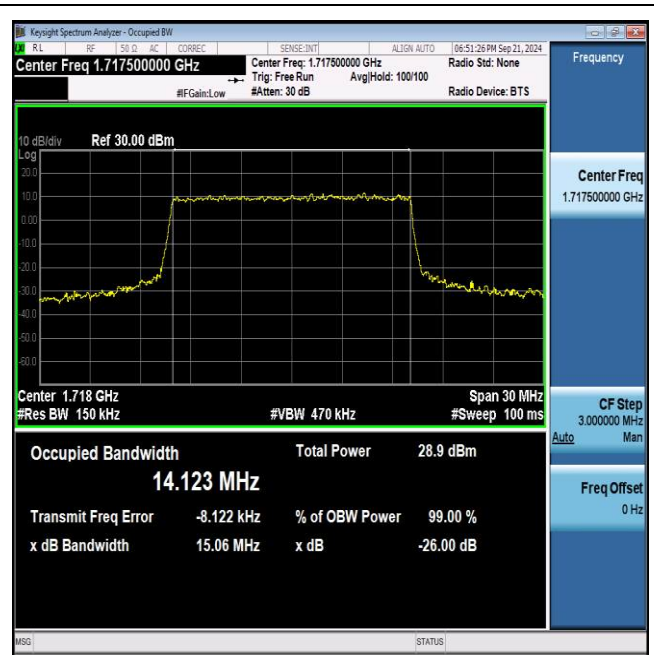 Keysight Spectrum Analyzer - Occupied BW
RL RF 50 Ω AC CORREC SENSE:INT ALIGN AUTO 06:51:26 PM Sep 21, 2024
Center Freq 1.717500000 GHz
Center Freq: 1.717500000 GHz Radio Std: None
Trig: Free Run Avg|Hold: 100/100
#IFGain:Low #Atten: 30 dB Radio Device: BTS
Frequency
10 dB/div Ref 30.00 dBm
Log
20.0
10.0
0.00
-10.0
-20.0
-30.0
-40.0
-50.0
-60.0
Center 1.718 GHz Span 30 MHz
#Res BW 150 kHz #VBW 470 kHz #Sweep 100 ms
Occupied Bandwidth Total Power 28.9 dBm
14.123 MHz
Transmit Freq Error -8.122 kHz % of OBW Power 99.00 %
x dB Bandwidth 15.06 MHz x dB -26.00 dB
Center Freq
1.717500000 GHz
CF Step
3.000000 MHz
Auto Man
Freq Offset
0 Hz
MSG STATUS